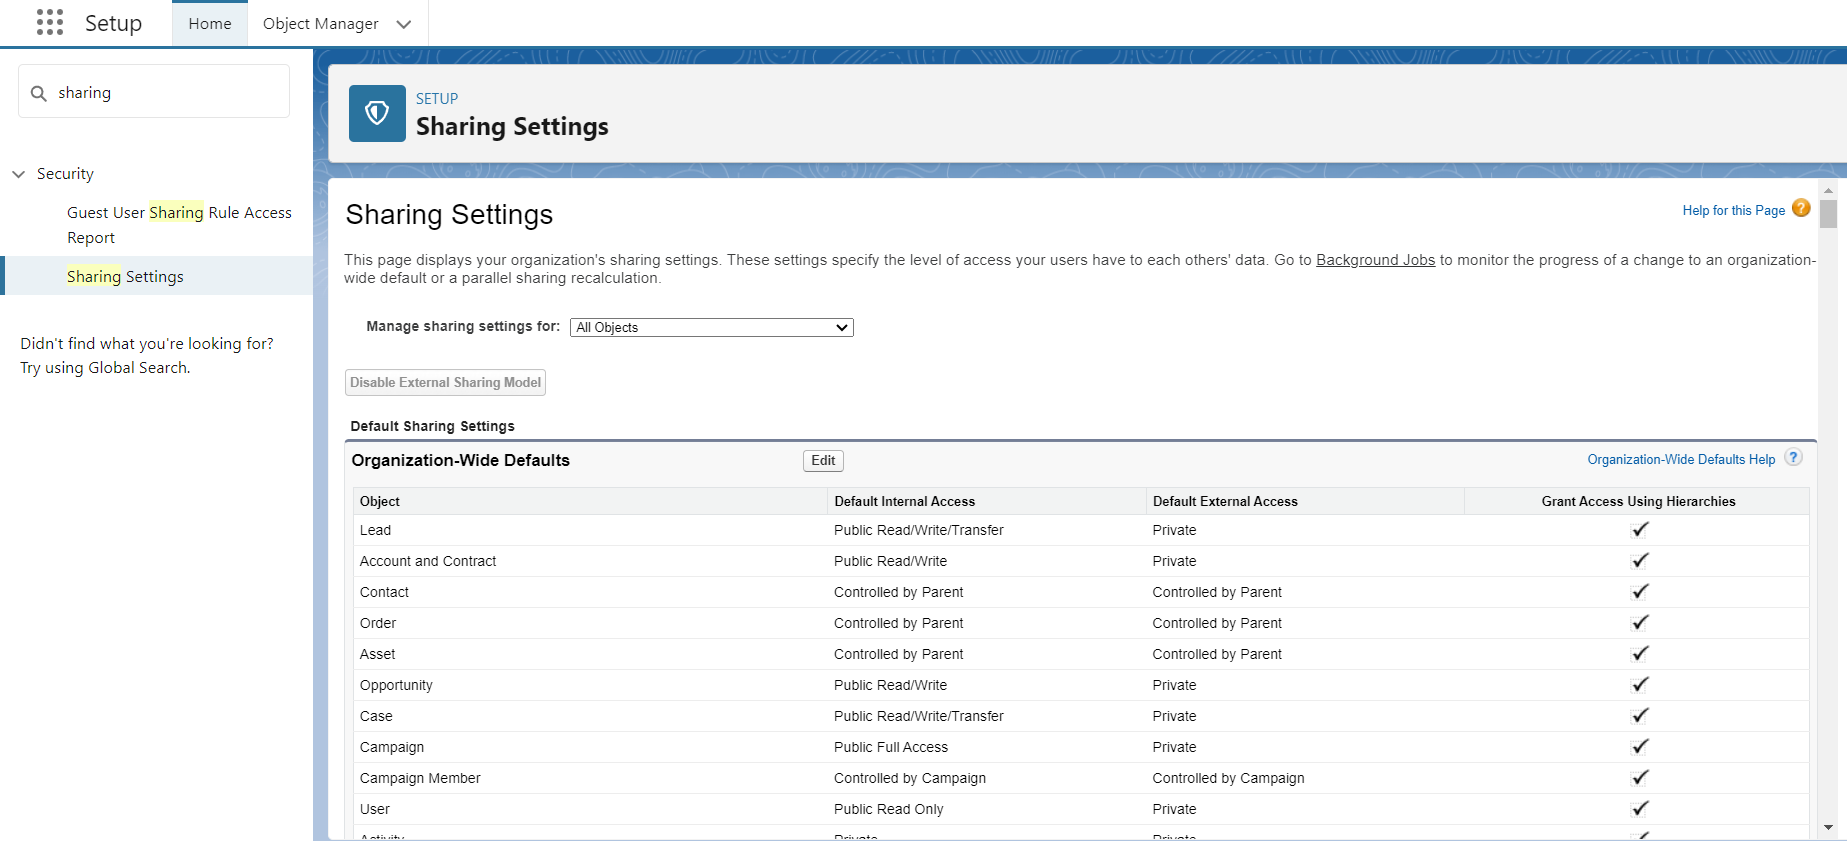 Setup
Home
Object Manager
sharing
Security
Guest User Sharing Rule Access
Report
Sharing Settings
Didn't find what you're looking for?
Try using Global Search.
SETUP
Sharing Settings
Sharing Settings
Help for this Page ?
This page displays your organization's sharing settings. These settings specify the level of access your users have to each others' data. Go to Background Jobs to monitor the progress of a change to an organization-
wide default or a parallel sharing recalculation.
Manage sharing settings for: All Objects
Disable External Sharing Model
Default Sharing Settings
Organization-Wide Defaults Edit Organization-Wide Defaults Help ?
Object Default Internal Access Default External Access Grant Access Using Hierarchies
Lead Public Read/Write/Transfer Private
Account and Contract Public Read/Write Private
Contact Controlled by Parent Controlled by Parent
Order Controlled by Parent Controlled by Parent
Asset Controlled by Parent Controlled by Parent
Opportunity Public Read/Write Private
Case Public Read/Write/Transfer Private
Campaign Public Full Access Private
Campaign Member Controlled by Campaign Controlled by Campaign
User Public Read Only Private
Activity Private Private